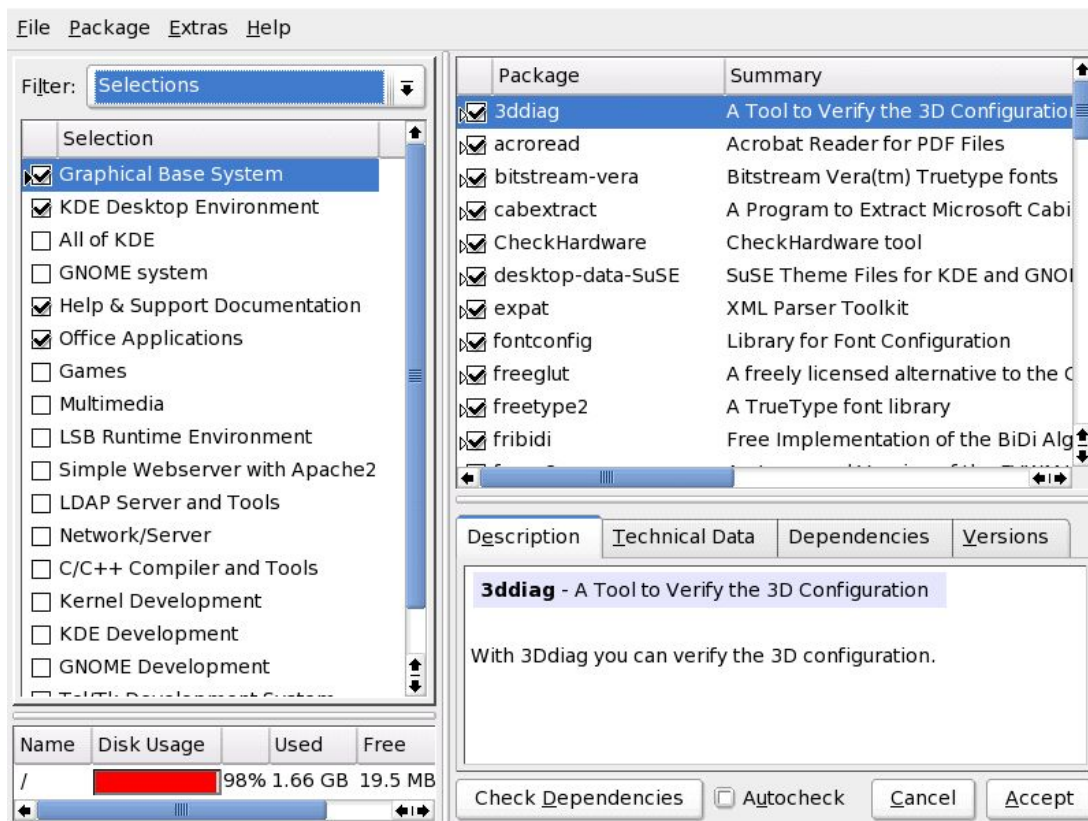 File Package Extras Help
Filter: Selections
Selection
Graphical Base System
KDE Desktop Environment
All of KDE
GNOME system
Help & Support Documentation
Office Applications
Games
Multimedia
LSB Runtime Environment
Simple Webserver with Apache2
LDAP Server and Tools
Network/Server
C/C++ Compiler and Tools
Kernel Development
KDE Development
GNOME Development
Tcl/Tk Development System
Name Disk Usage Used Free
/ 98% 1.66 GB 19.5 MB
Package Summary
3ddiag A Tool to Verify the 3D Configuration
acroread Acrobat Reader for PDF Files
bitstream-vera Bitstream Vera(tm) Truetype fonts
cabextract A Program to Extract Microsoft Cabi
CheckHardware CheckHardware tool
desktop-data-SuSE SuSE Theme Files for KDE and GNO
expat XML Parser Toolkit
fontconfig Library for Font Configuration
freeglut A freely licensed alternative to the
freetype2 A TrueType font library
fribidi Free Implementation of the BiDi Alg
Description Technical Data Dependencies Versions
3ddiag - A Tool to Verify the 3D Configuration
With 3Ddiag you can verify the 3D configuration.
Check Dependencies Autocheck Cancel Accept